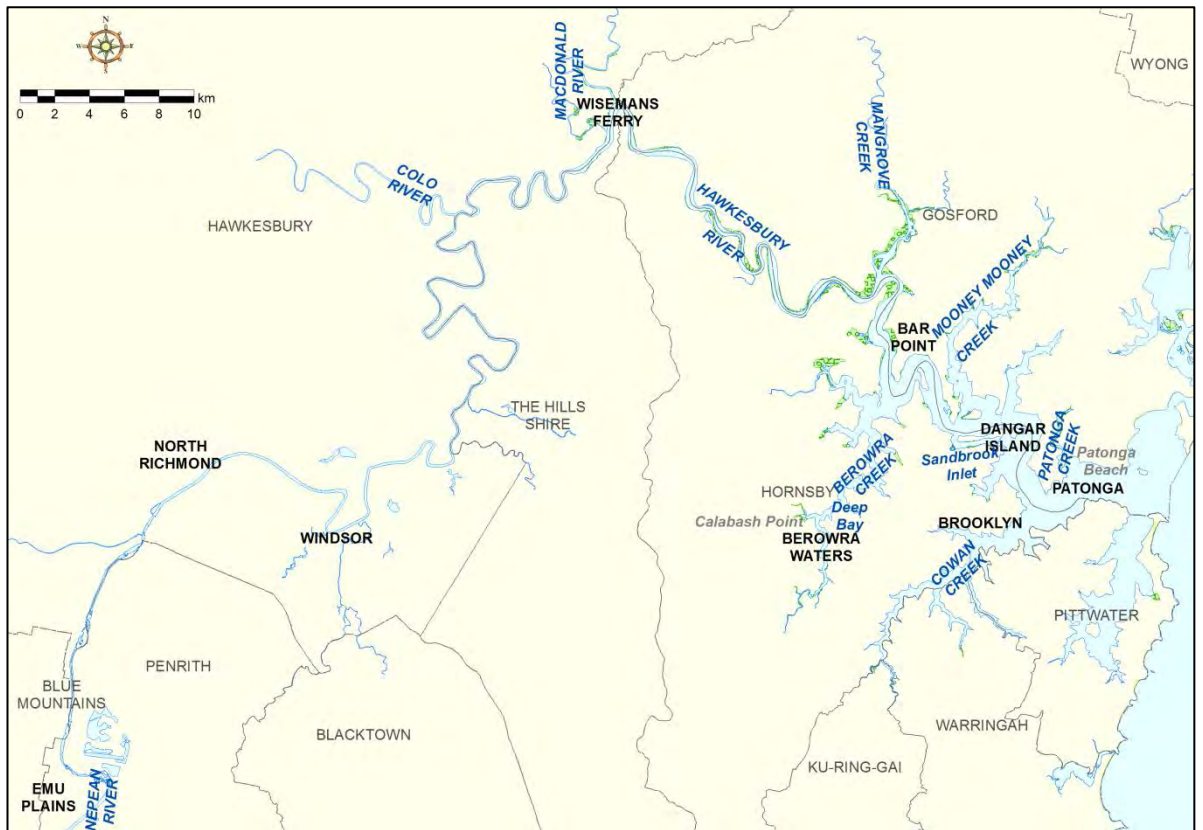 N
W
E
S
km
0 2 4 6 8 10
MACDONALD
RIVER
WISEMANS
FERRY
WYONG
MANGROVE
CREEK
COLO
RIVER
HAWKESBURY
HAWKESBURY
RIVER
GOSFORD
MOONEY MOONEY
CREEK
BAR
POINT
THE HILLS
SHIRE
NORTH
RICHMOND
DANGAR
ISLAND
PATONGA
CREEK
Patonga
Beach
Sandbrook
Inlet
BEROWRA
CREEK
HORNSBY
PATONGA
Deep
Bay
Calabash Point
BROOKLYN
WINDSOR
BEROWRA
WATERS
COWAN
CREEK
PITTWATER
PENRITH
BLUE
MOUNTAINS
WARRINGAH
BLACKTOWN
KU-RING-GAI
EMU
PLAINS
NEPEAN
RIVER